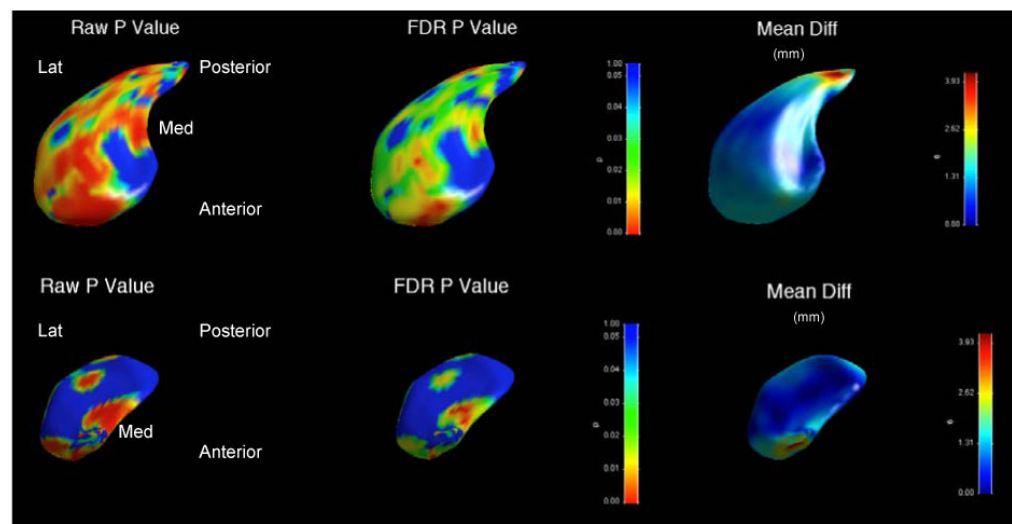 Raw P Value FDR P Value Mean Diff
(mm)
Lat Posterior
Med
Anterior
1.00
0.05
0.04
0.03
0.02
0.01
0.00
p
3.93
2.62
1.31
0.00
e
Raw P Value FDR P Value Mean Diff
(mm)
Lat Posterior
Med
Anterior
1.00
0.05
0.04
0.03
0.02
0.01
0.00
p
3.93
2.62
1.31
0.00
e